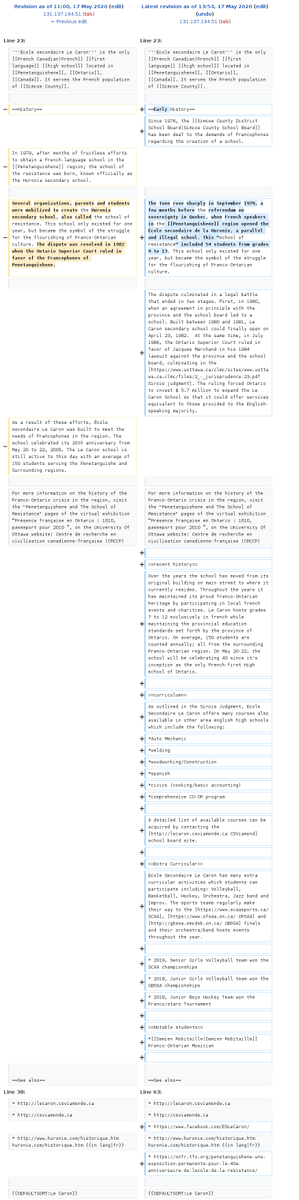 Revision as of 11:00, 17 May 2020 (edit)
131.137.194.51 (talk)
← Previous edit
Latest revision as of 13:54, 17 May 2020 (edit)
(undo)
131.137.194.51 (talk)
Line 23:
Line 23:
'''École secondaire Le Caron''' is the only
[[French Canadian|French]] [[first
language]] [[high school]] located in
[[Penetanguishene]], [[Ontario]],
[[Canada]]. It serves the French population
of [[Simcoe County]].
'''École secondaire Le Caron''' is the only
[[French Canadian|French]] [[first
language]] [[high school]] located in
[[Penetanguishene]], [[Ontario]],
[[Canada]]. It serves the French population
of [[Simcoe County]].
− ==History==
+ ==Early History==
+ Since 1976, the [[Simcoe County District
School Board|Simcoe County School Board]]
has been deaf to the demands of Francophones
regarding the creation of a school.
− In 1979, after months of fruitless efforts
to obtain a French-language school in the
[[Penetanguishene]] region; the school of
the resistance was born, known officially as
the Huronia secondary school.
− Several organizations, parents and students
were mobilized to create the Huronia
secondary school, also called the school of
resistance. This school only existed for one
year, but became the symbol of the struggle
for the flourishing of Franco-Ontarian
culture. The dispute was resolved in 1982
when the Ontario Superior Court ruled in
favor of the Francophones of
Penetanguishene.
+ The tone rose sharply in September 1979, a
few months before the referendum on
sovereignty in Quebec, when French speakers
in the [[Penetanguishene]] region opened the
École secondaire de la Huronie, a parallel
and illegal school. This "school of
resistance" included 54 students from grades
9 to 13. This school only existed for one
year, but became the symbol of the struggle
for the flourishing of Franco-Ontarian
culture.
+ The dispute culminated in a legal battle
that ended in two stages. First, in 1980,
when an agreement in principle with the
province and the school board led to a
school. Built between 1980 and 1981, Le
Caron secondary school could finally open on
April 23, 1982. At the same time, in July
1986, the Ontario Superior Court ruled in
favor of Jacques Marchand in his 1984
lawsuit against the province and the school
board, culminating in the
Sirois judgment]. The ruling forced Ontario
to invest $ 5.7 million to expand the Le
Caron School so that it could offer services
equivalent to those provided to the English-
speaking majority.
− As a result of these efforts, École
secondaire Le Caron was built to meet the
needs of Francophones in the region. The
school celebrated its 25th anniversary from
May 20 to 22, 2005. The Le Caron school is
still active to this day with an average of
150 students serving the Penetanguishe and
Surrounding regions.
For more information on the history of the
Franco-Ontario crisis in the region, visit
the "Penetanguishene and The School of
Resistance" pages of the virtual exhibition
"Présence française en Ontario : 1610,
passeport pour 2010 ", on the University Of
Ottawa website: Centre de recherche en
civilisation canadienne-française (CRCCF)
For more information on the history of the
Franco-Ontario crisis in the region, visit
the "Penetanguishene and The School of
Resistance" pages of the virtual exhibition
"Présence française en Ontario : 1610,
passeport pour 2010 ", on the University Of
Ottawa website: Centre de recherche en
civilisation canadienne-française (CRCCF)
+
+ ==recent history==
+ Over the years the school has moved from its
original building on main street to where it
currently resides. Throughout the years it
has maintained its proud franco-Ontarian
heritage by participating in local french
events and charities. Le Caron hosts grades
7 to 12 exclusively in french while
maintaining the provincial education
standards set forth by the province of
Ontario. On average, 150 students are
counted annually; all from the surrounding
Franco-Ontarian region. On May 20-22, the
school will be celebrating 40 since it's
inception as the only French-first High
school of Ontario.
+
+ ==curriculum==
+ As outlined in the Sirois Judgment, Ecole
Secondaire Le Caron offers many courses also
available in other area english high schools
which include the following:
+ *Auto Mechanic
+ *welding
+ *woodworking/Construction
+ *spanish
+ *civics (cooking/basic accounting)
+ *comprehensive CO-OP program
+
+ A detailed list of available courses can be
acquired by contacting the
[http://lecaron.csviamonde.ca CSViamond]
school board site.
+
+ ==Extra Curricular==
+ Ecole Secondaire Le Caron has many extra
curricular activities which students can
participate including: Volleyball,
Basketball, Hockey, Orchestra, Jazz band and
Improv. The sports teams regularly make
their way to the [https://www.scaasports.ca/
SCAA], [https://www.ofsaa.on.ca/ OFSAA] and
[http://gbssa.smcdsb.on.ca/ GBSSA] finals
and their orchestra/band hosts events
throughout the year.
+
+ * 2019, Senior Girls Volleyball team won the
SCAA championships
+ * 2018, Junior Girls Volleyball Team won the
GBSSA championships
+ * 2018, Junior Boys Hockey Team won the
Franco/stars Tournament
+
+ ==Notable students==
+ *[[Damien Robitaille|Damien Robitaille]]
Franco-Ontarian Musician
+
+
==See also==
==See also==
Line 38:
Line 63:
* http://lecaron.csviamonde.ca
* http://lecaron.csviamonde.ca
* http://csviamonde.ca
* http://csviamonde.ca
+ * https://www.facebook.com/ESLeCaron/
* http://www.huronie.com/historique.htm
huronie.com/historique.htm {{in lang|fr}}
* http://www.huronie.com/historique.htm
huronie.com/historique.htm {{in lang|fr}}
+ * https://onfr.tfo.org/penetanguishene-une-
exposition-permanente-pour-le-40e-
anniversaire-de-lecole-de-la-resistance/
{{DEFAULTSORT:Le Caron}}
{{DEFAULTSORT:Le Caron}}